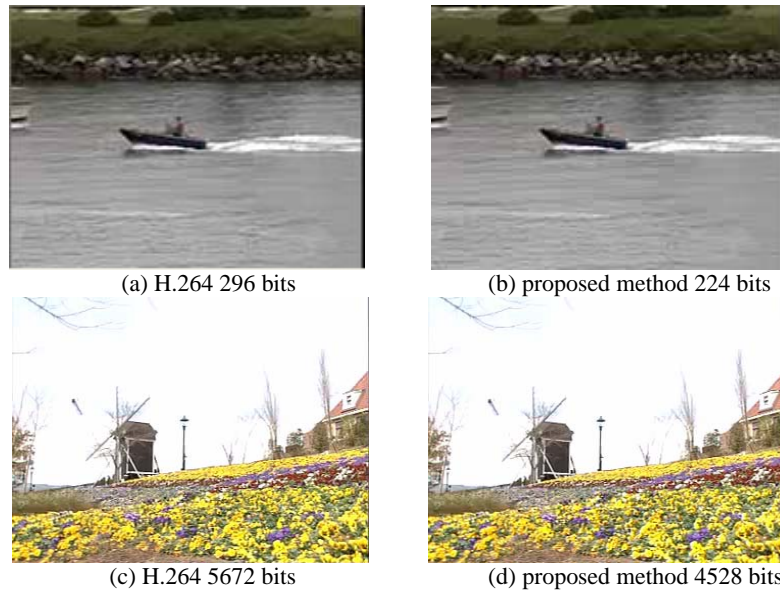 (a) H.264 296 bits
(b) proposed method 224 bits
(c) H.264 5672 bits
(d) proposed method 4528 bits